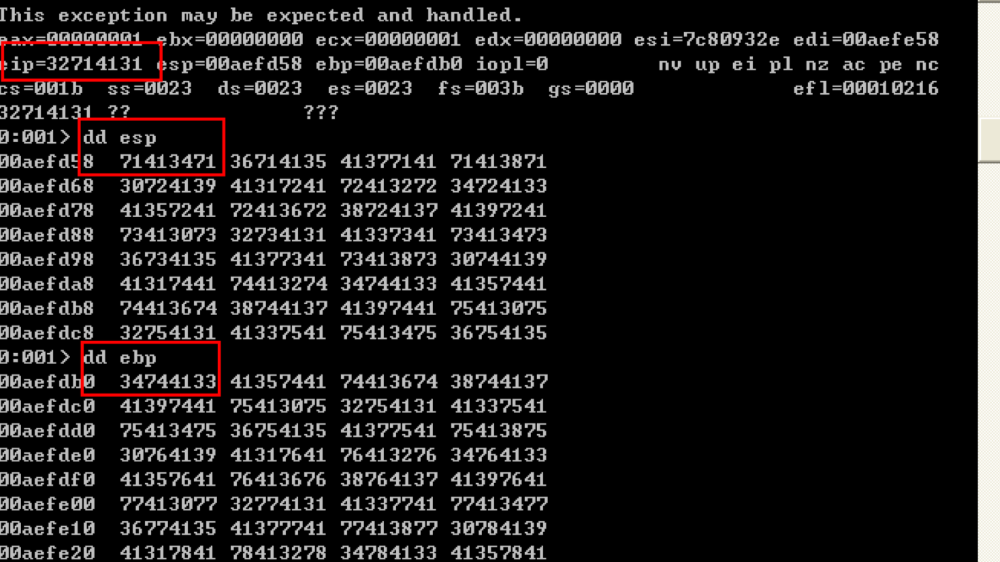 This exception may be expected and handled.
eax=00000001 ebx=00000000 ecx=00000001 edx=00000000 esi=7c80932e edi=00aefe58
eip=32714131 esp=00aefd58 ebp=00aefdb0 iopl=0 nv up ei pl nz ac pe nc
cs=001b ss=0023 ds=0023 es=0023 fs=003b gs=0000 efl=00010216
32714131 ?? ???
0:001> dd esp
00aefd58 71413471 36714135 41377141 71413871
00aefd68 30724139 41317241 72413272 34724133
00aefd78 41357241 72413672 38724137 41397241
00aefd88 73413073 32734131 41337341 73413473
00aefd98 36734135 41377341 73413873 30744139
00aefda8 41317441 74413274 34744133 41357441
00aefdb8 74413674 38744137 41397441 75413075
00aefdc8 32754131 41337541 75413475 36754135
0:001> dd ebp
00aefdb0 34744133 41357441 74413674 38744137
00aefdc0 41397441 75413075 32754131 41337541
00aefdd0 75413475 36754135 41377541 75413875
00aefde0 30764139 41317641 76413276 34764133
00aefdf0 41357641 76413676 38764137 41397641
00aefe00 77413077 32774131 41337741 77413477
00aefe10 36774135 41377741 77413877 30784139
00aefe20 41317841 78413278 34784133 41357841